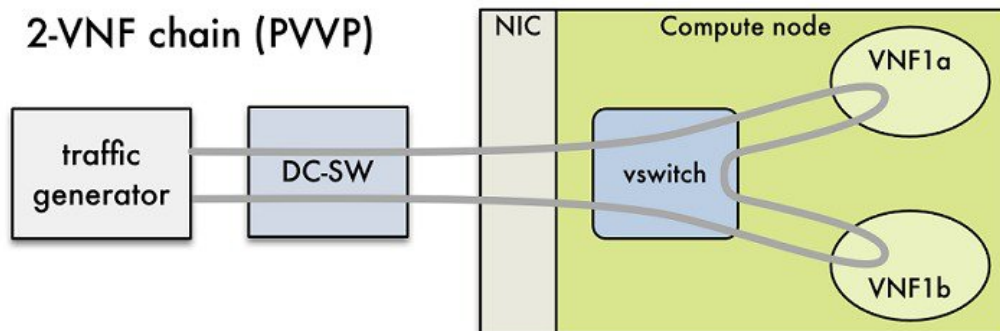 2-VNF chain (PVVP)
NIC
Compute node
VNF1a
traffic
generator
DC-SW
vswitch
VNF1b